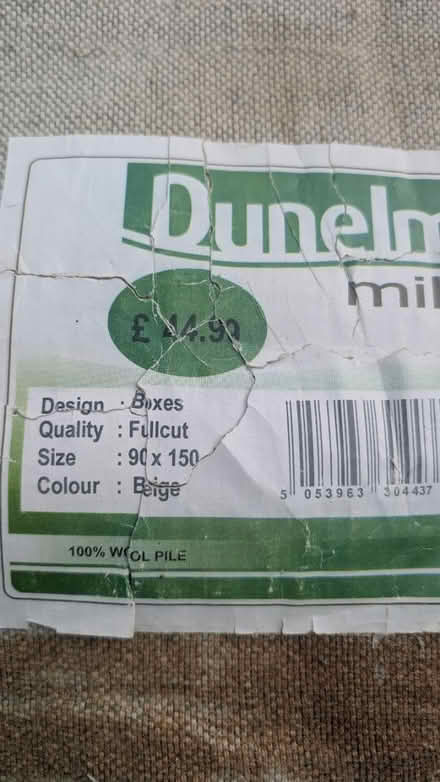 Dunelm
mil
£ 44.99
Design : Boxes
Quality : Fullcut
Size : 90 x 150
Colour : Beige
5 053963 304437
100% WOOL PILE